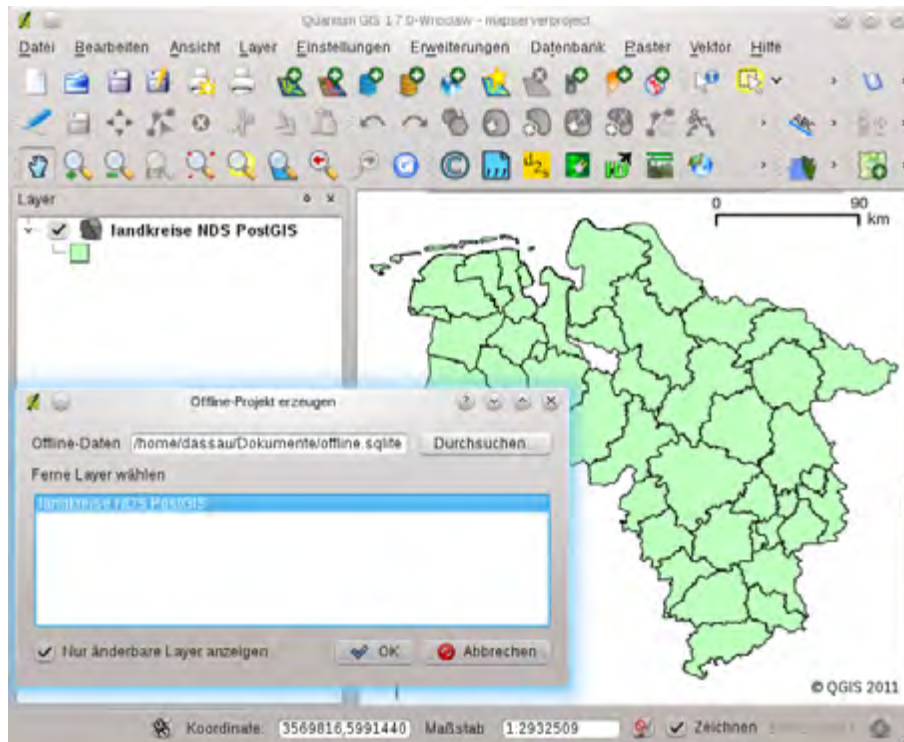 Quantum GIS 1.7.0-Wroclaw - mapserverproject
Datei Bearbeiten Ansicht Layer Einstellungen Erweiterungen Datenbank Raster Vektor Hilfe
Layer
landkreise NDS PostGIS
0 90
km
Offline-Projekt erzeugen
Offline-Daten /home/dassau/Dokumente/offline.sqlite Durchsuchen...
Ferne Layer wählen
landkreise NDS PostGIS
Nur änderbare Layer anzeigen OK Abbrechen
© QGIS 2011
Koordinate: 3569816,5991440 Maßstab 1:2932509 Zeichnen